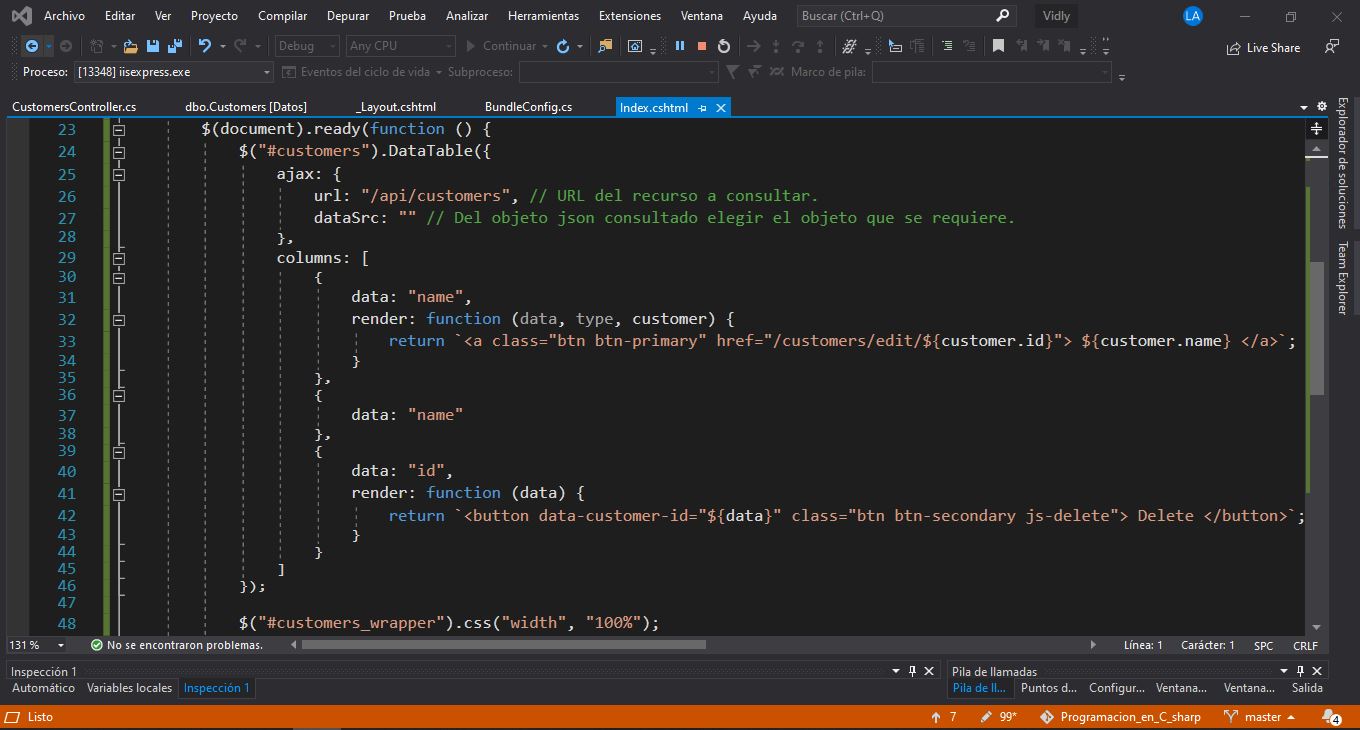 Archivo Editar Ver Proyecto Compilar Depurar Prueba Analizar Herramientas Extensiones Ventana Ayuda Buscar (Ctrl+Q) Vidly LA
Debug Any CPU Continuar Live Share
Proceso: [13348] iisexpress.exe Eventos del ciclo de vida Subproceso: Marco de pila:
CustomersController.cs dbo.Customers [Datos] _Layout.cshtml BundleConfig.cs Index.cshtml
23 $(document).ready(function () {
24 $("#customers").DataTable({
25 ajax: {
26 url: "/api/customers", // URL del recurso a consultar.
27 dataSrc: "" // Del objeto json consultado elegir el objeto que se requiere.
28 },
29 columns: [
30 {
31 data: "name",
32 render: function (data, type, customer) {
33 return `<a class="btn btn-primary" href="/customers/edit/${customer.id}"> ${customer.name} </a>`;
34 }
35 },
36 {
37 data: "name"
38 },
39 {
40 data: "id",
41 render: function (data) {
42 return `<button data-customer-id="${data}" class="btn btn-secondary js-delete"> Delete </button>`;
43 }
44 }
45 ]
46 });
47
48 $("#customers_wrapper").css("width", "100%");
Explorador de soluciones
Team Explorer
131 % No se encontraron problemas. Línea: 1 Carácter: 1 SPC CRLF
Inspección 1 Pila de llamadas
Automático Variables locales Inspección 1 Pila de ll... Puntos d... Configur... Ventana... Ventana... Salida
Listo 7 99* Programacion_en_C_sharp master 4